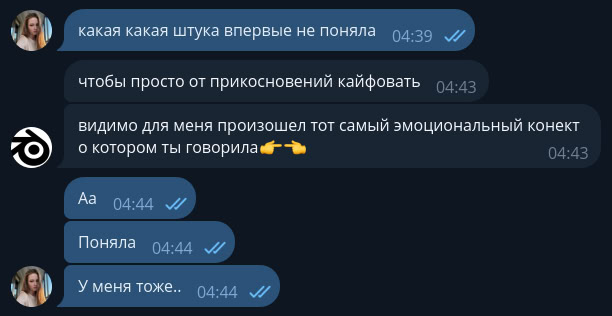 какая какая штука впервые не поняла
04:39
чтобы просто от прикосновений кайфовать
04:43
видимо для меня произошел тот самый эмоциональный конект
о котором ты говорила👉👈
04:43
Аа
04:44
Поняла
04:44
У меня тоже..
04:44